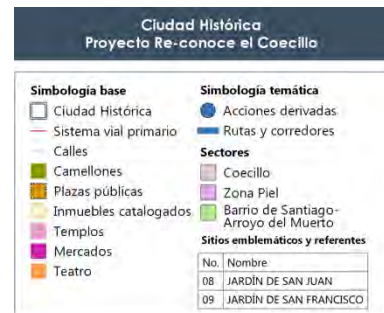 Ciudad Histórica
Proyecto Re-conoce el Coecillo
Simbología base
Ciudad Histórica
Sistema vial primario
Calles
Camellones
Plazas públicas
Inmuebles catalogados
Templos
Mercados
Teatro
Simbología temática
Acciones derivadas
Rutas y corredores
Sectores
Coecillo
Zona Piel
Barrio de Santiago-
Arroyo del Muerto
Sitios emblemáticos y referentes
No. Nombre
08 JARDÍN DE SAN JUAN
09 JARDÍN DE SAN FRANCISCO